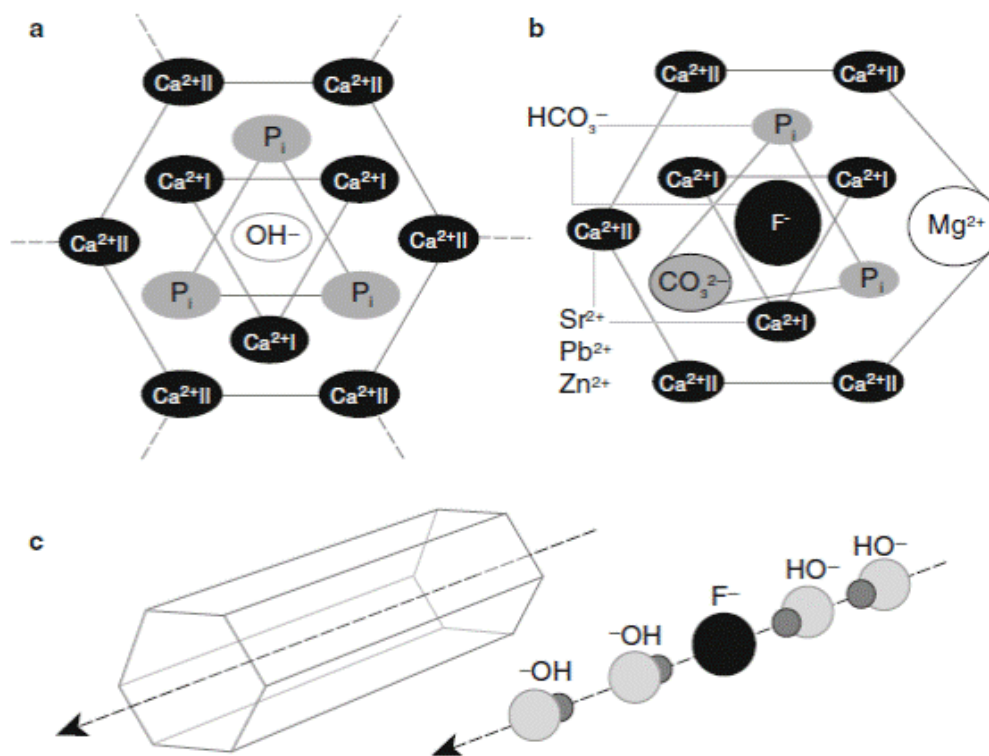 a
Ca²⁺II Ca²⁺II
Pᵢ
Ca²⁺I Ca²⁺I
Ca²⁺II OH⁻ Ca²⁺II
Pᵢ Pᵢ
Ca²⁺I
Ca²⁺II Ca²⁺II
b
Ca²⁺II Ca²⁺II
HCO₃⁻ Pᵢ
Ca²⁺I Ca²⁺I
Ca²⁺II F⁻ Mg²⁺
CO₃²⁻ Pᵢ
Sr²⁺ Ca²⁺I
Pb²⁺
Zn²⁺
Ca²⁺II Ca²⁺II
c
HO⁻
HO⁻
F⁻
⁻OH
⁻OH